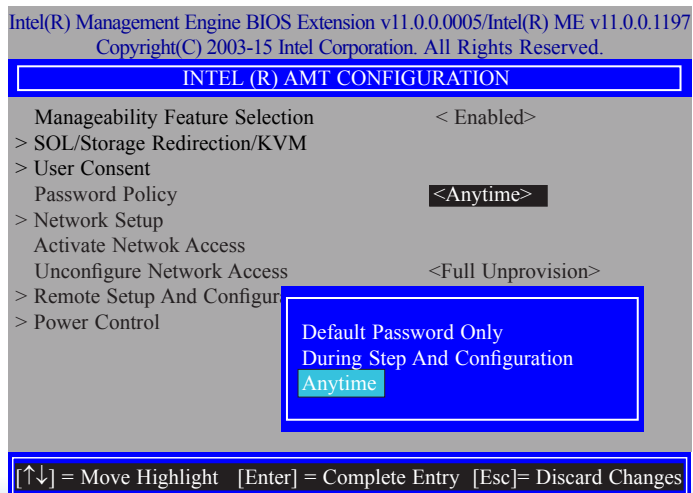 Intel(R) Management Engine BIOS Extension v11.0.0.0005/Intel(R) ME v11.0.0.1197
Copyright(C) 2003-15 Intel Corporation. All Rights Reserved.
INTEL (R) AMT CONFIGURATION
Manageability Feature Selection < Enabled>
> SOL/Storage Redirection/KVM
> User Consent
Password Policy <Anytime>
> Network Setup
Activate Netwok Access
Unconfigure Network Access <Full Unprovision>
> Remote Setup And Configur
> Power Control
Default Password Only
During Step And Configuration
Anytime
[↑↓] = Move Highlight [Enter] = Complete Entry [Esc]= Discard Changes